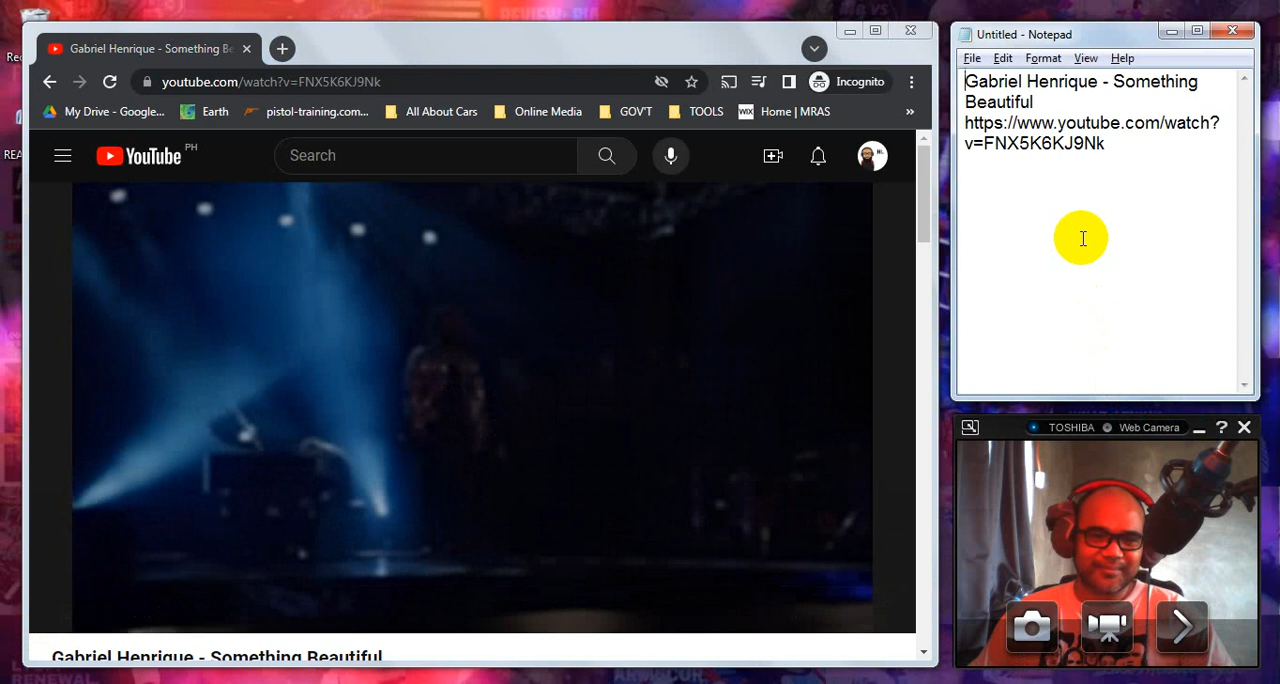 Gabriel Henrique - Something Be
youtube.com/watch?v=FNX5K6KJ9Nk
Incognito
My Drive - Google...
Earth
pistol-training.com...
All About Cars
Online Media
GOV'T
TOOLS
WIX
Home | MRAS
»
YouTube PH
Search
Gabriel Henrique - Something Beautiful
Untitled - Notepad
File Edit Format View Help
Gabriel Henrique - Something
Beautiful
https://www.youtube.com/watch?
v=FNX5K6KJ9Nk
TOSHIBA Web Camera
RENEWAL